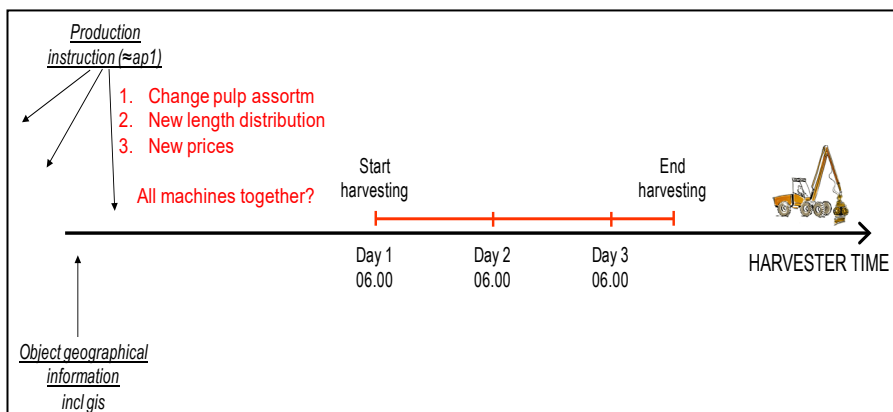 Production
instruction (≈ap1)
1. Change pulp assortm
2. New length distribution
3. New prices
All machines together?
Start
harvesting
End
harvesting
Day 1
06.00
Day 2
06.00
Day 3
06.00
HARVESTER TIME
Object geographical
information
incl gis